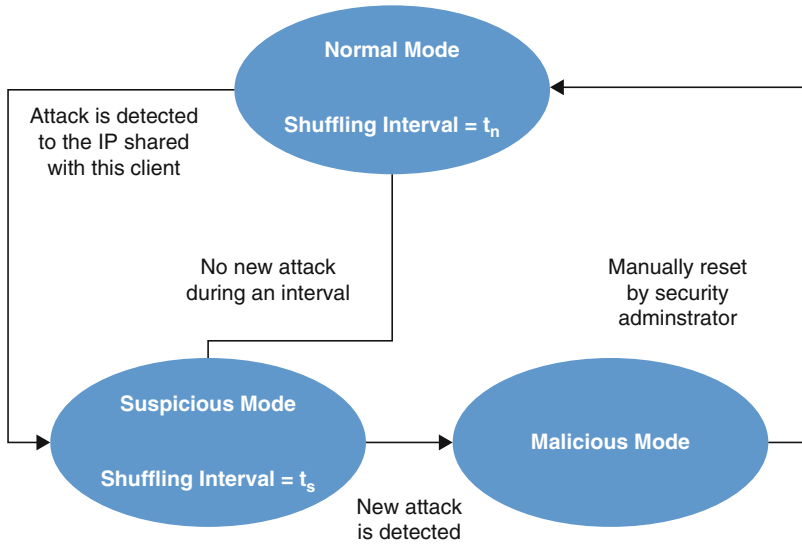 Normal Mode
Shuffling Interval = tn
Attack is detected
to the IP shared
with this client
No new attack
during an interval
Manually reset
by security
adminstrator
Suspicious Mode
Shuffling Interval = ts
Malicious Mode
New attack
is detected